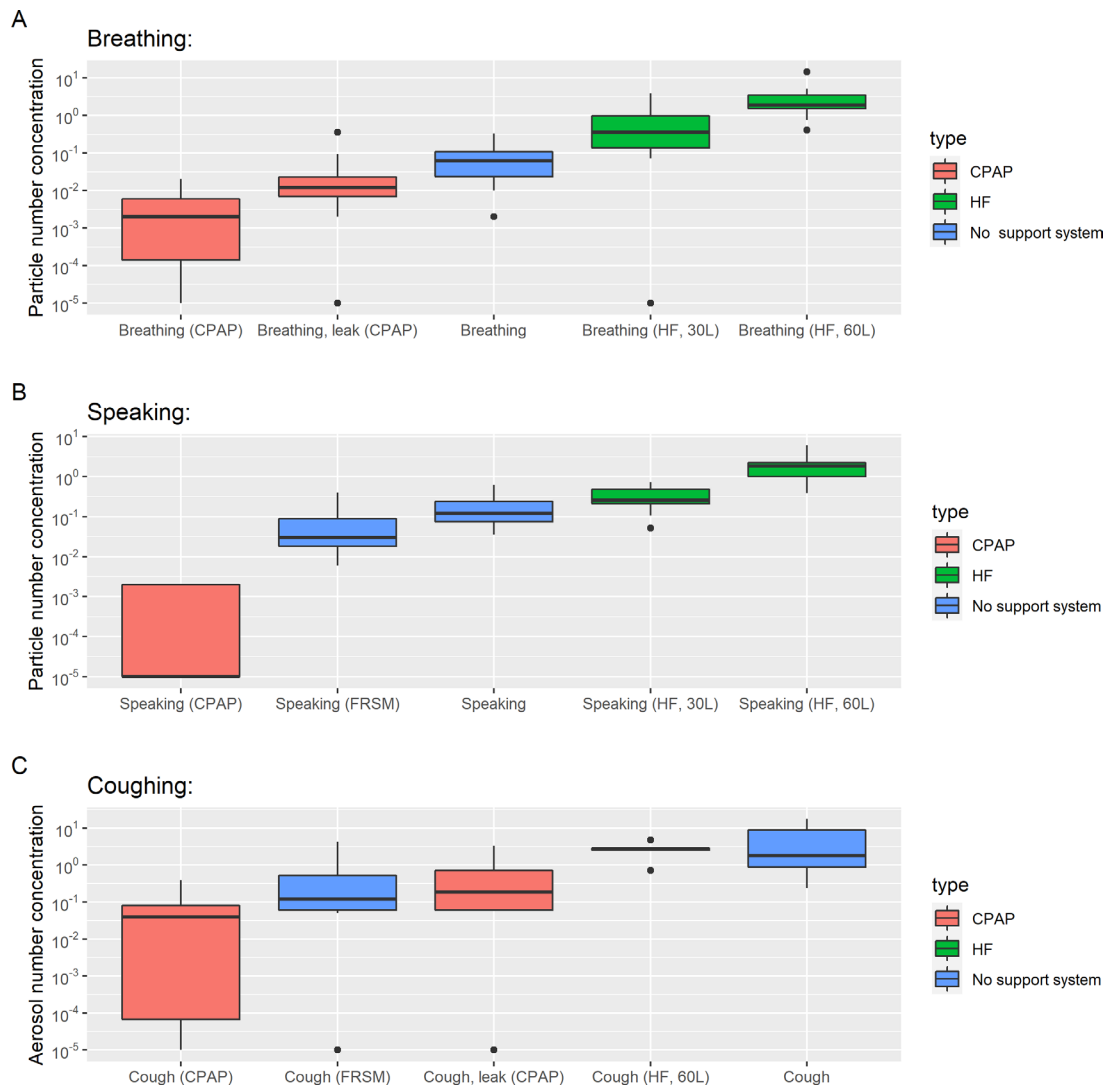 A
Breathing:
Particle number concentration
10^1
10^0
10^-1
10^-2
10^-3
10^-4
10^-5
Breathing (CPAP)
Breathing, leak (CPAP)
Breathing
Breathing (HF, 30L)
Breathing (HF, 60L)
type
CPAP
HF
No  support system
B
Speaking:
Particle number concentration
10^1
10^0
10^-1
10^-2
10^-3
10^-4
10^-5
Speaking (CPAP)
Speaking (FRSM)
Speaking
Speaking (HF, 30L)
Speaking (HF, 60L)
type
CPAP
HF
No support system
C
Coughing:
Aerosol number concentration
10^1
10^0
10^-1
10^-2
10^-3
10^-4
10^-5
Cough (CPAP)
Cough (FRSM)
Cough, leak (CPAP)
Cough (HF, 60L)
Cough
type
CPAP
HF
No support system